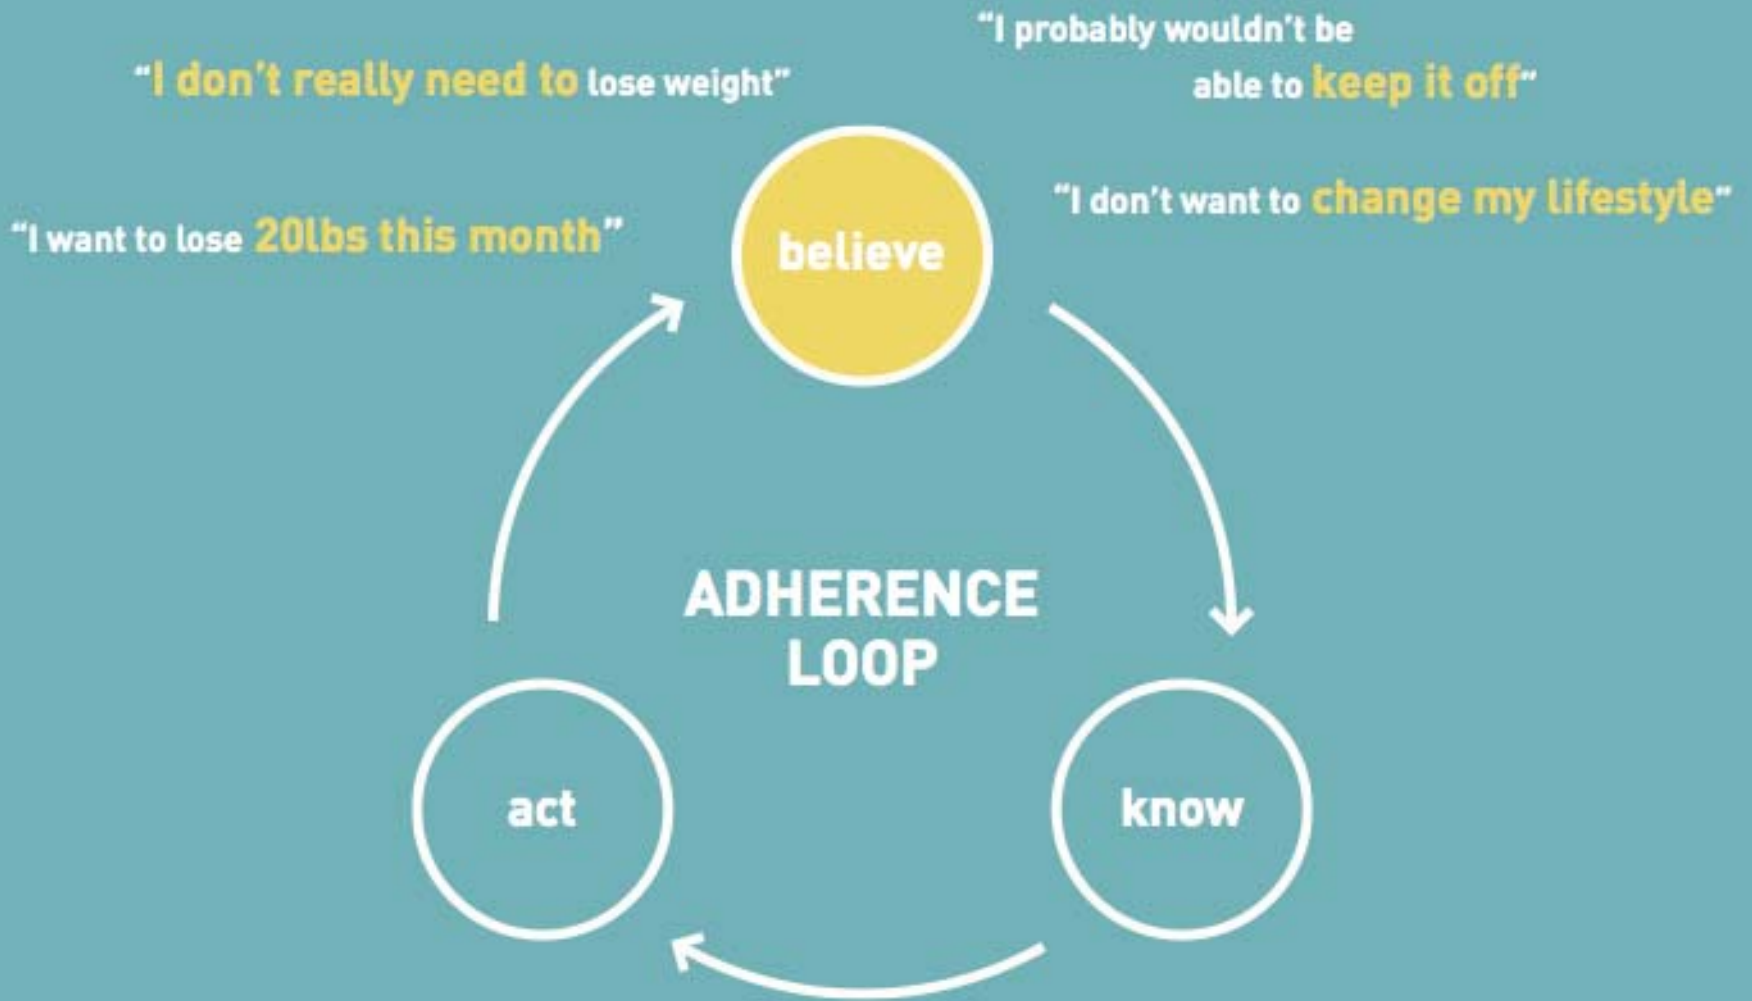 “I probably wouldn’t be
“I don’t really need to lose weight”
able to keep it off”
“I don’t want to change my lifestyle”
“I want to lose 20lbs this month”
believe
ADHERENCE
LOOP
act
know